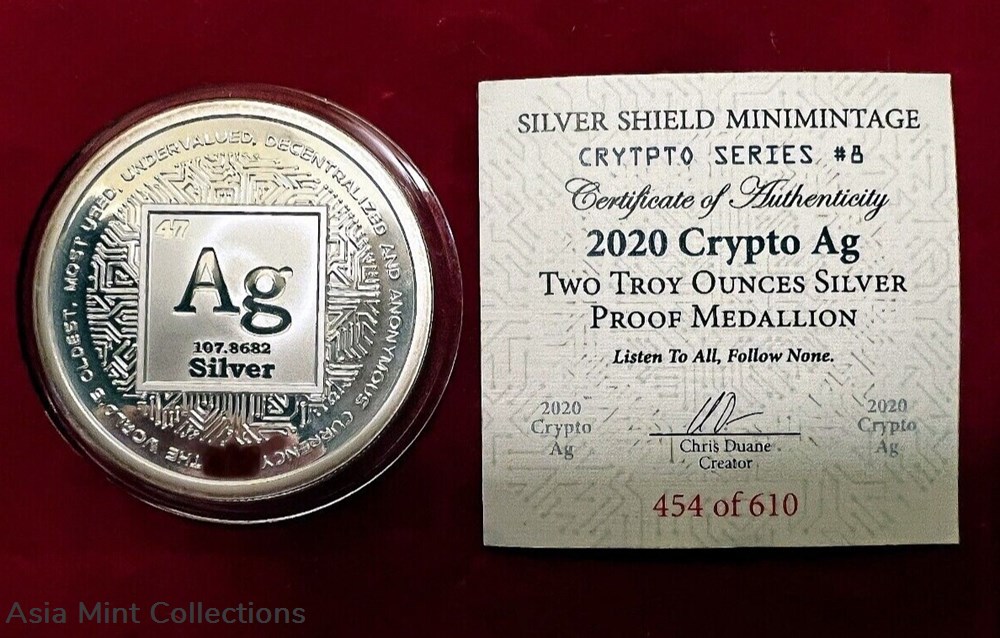 THE WORLD'S OLDEST, MOST USED, UNDERVALUED, DECENTRALIZED AND ANONYMOUS CURRENCY
47
Ag
107.8682
Silver
SILVER SHIELD MINIMINTAGE
CRYTPTO SERIES #8
Certificate of Authenticity
2020 Crypto Ag
TWO TROY OUNCES SILVER
PROOF MEDALLION
Listen To All, Follow None.
2020
Crypto
Ag
Chris Duane
Creator
2020
Crypto
Ag
454 of 610
Asia Mint Collections